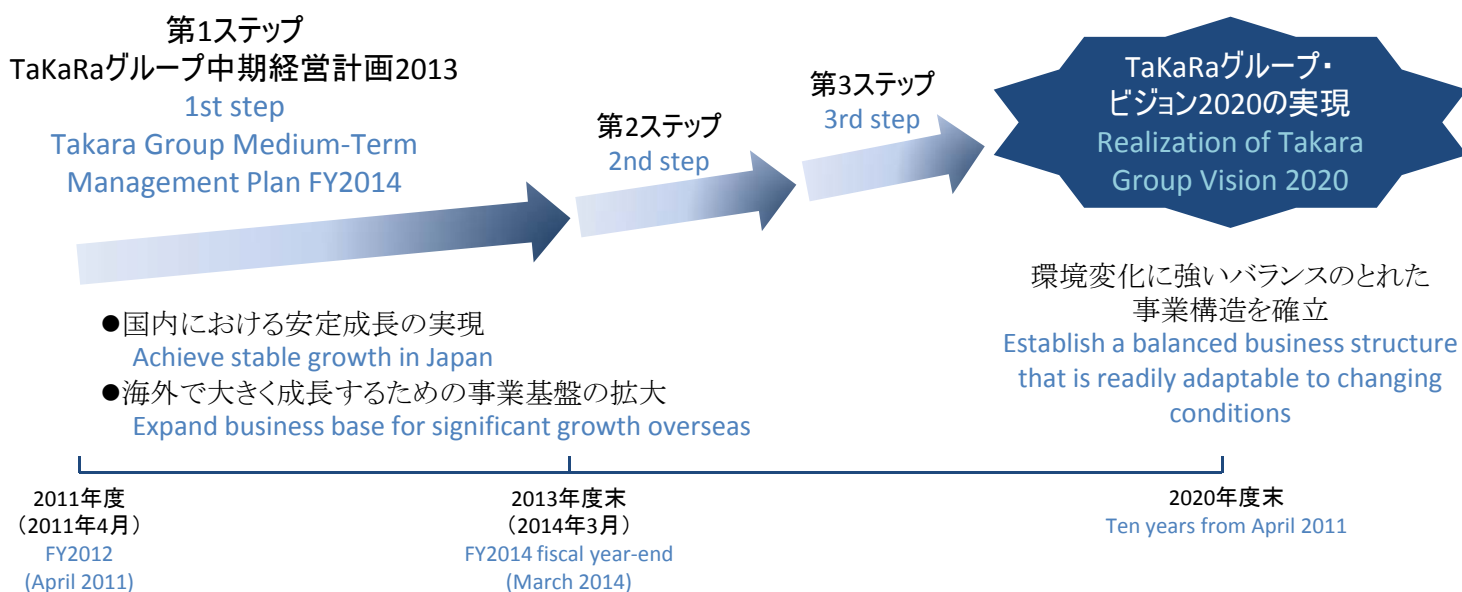 第1ステップ
TaKaRaグループ中期経営計画2013
1st step
Takara Group Medium-Term
Management Plan FY2014
第2ステップ
2nd step
第3ステップ
3rd step
TaKaRaグループ・
ビジョン2020の実現
Realization of Takara
Group Vision 2020
●国内における安定成長の実現
Achieve stable growth in Japan
●海外で大きく成長するための事業基盤の拡大
Expand business base for significant growth overseas
環境変化に強いバランスのとれた
事業構造を確立
Establish a balanced business structure
that is readily adaptable to changing
conditions
2011年度
（2011年4月）
FY2012
(April 2011)
2013年度末
（2014年3月）
FY2014 fiscal year-end
(March 2014)
2020年度末
Ten years from April 2011